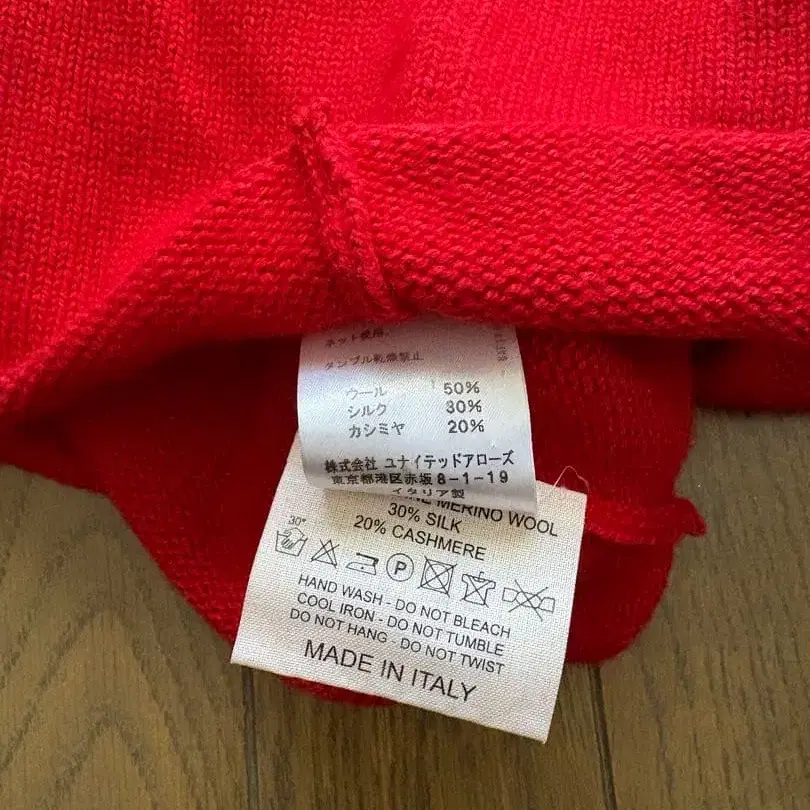 ネット使用。
タンブル乾燥禁止
ウール 50%
シルク 30%
カシミヤ 20%
株式会社 ユナイテッドアローズ
東京都港区赤坂8-1-19
イタリア製
MERINO WOOL
30% SILK
20% CASHMERE
30°
P
HAND WASH - DO NOT BLEACH
COOL IRON - DO NOT TUMBLE
DO NOT HANG - DO NOT TWIST
MADE IN ITALY